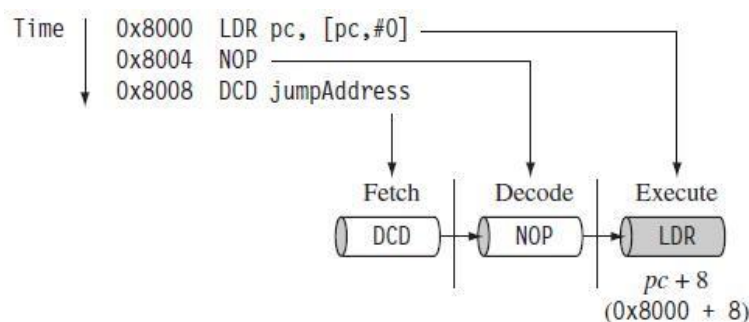 Time 0x8000 LDR pc, [pc,#0]
0x8004 NOP
0x8008 DCD jumpAddress
Fetch Decode Execute
DCD NOP LDR
pc + 8
(0x8000 + 8)